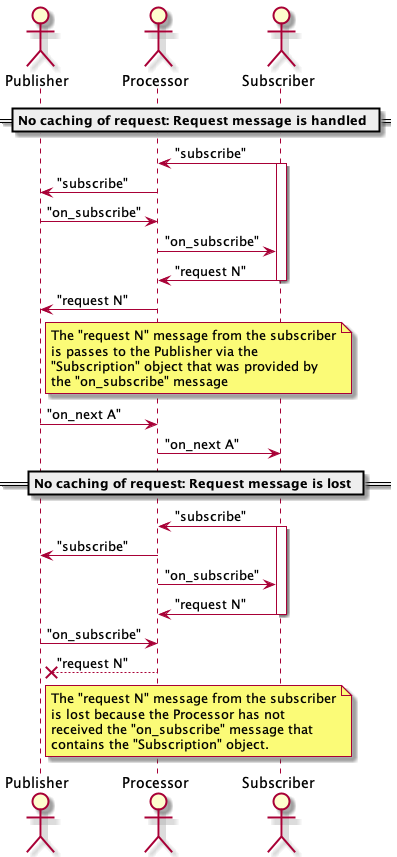 Publisher Processor Subscriber
No caching of request: Request message is handled
"subscribe"
"subscribe"
"on_subscribe"
"on_subscribe"
"request N"
"request N"
The "request N" message from the subscriber
is passes to the Publisher via the
"Subscription" object that was provided by
the "on_subscribe" message
"on_next A"
"on_next A"
No caching of request: Request message is lost
"subscribe"
"subscribe"
"on_subscribe"
"request N"
"on_subscribe"
"request N"
The "request N" message from the subscriber
is lost because the Processor has not
received the "on_subscribe" message that
contains the "Subscription" object.
Publisher Processor Subscriber